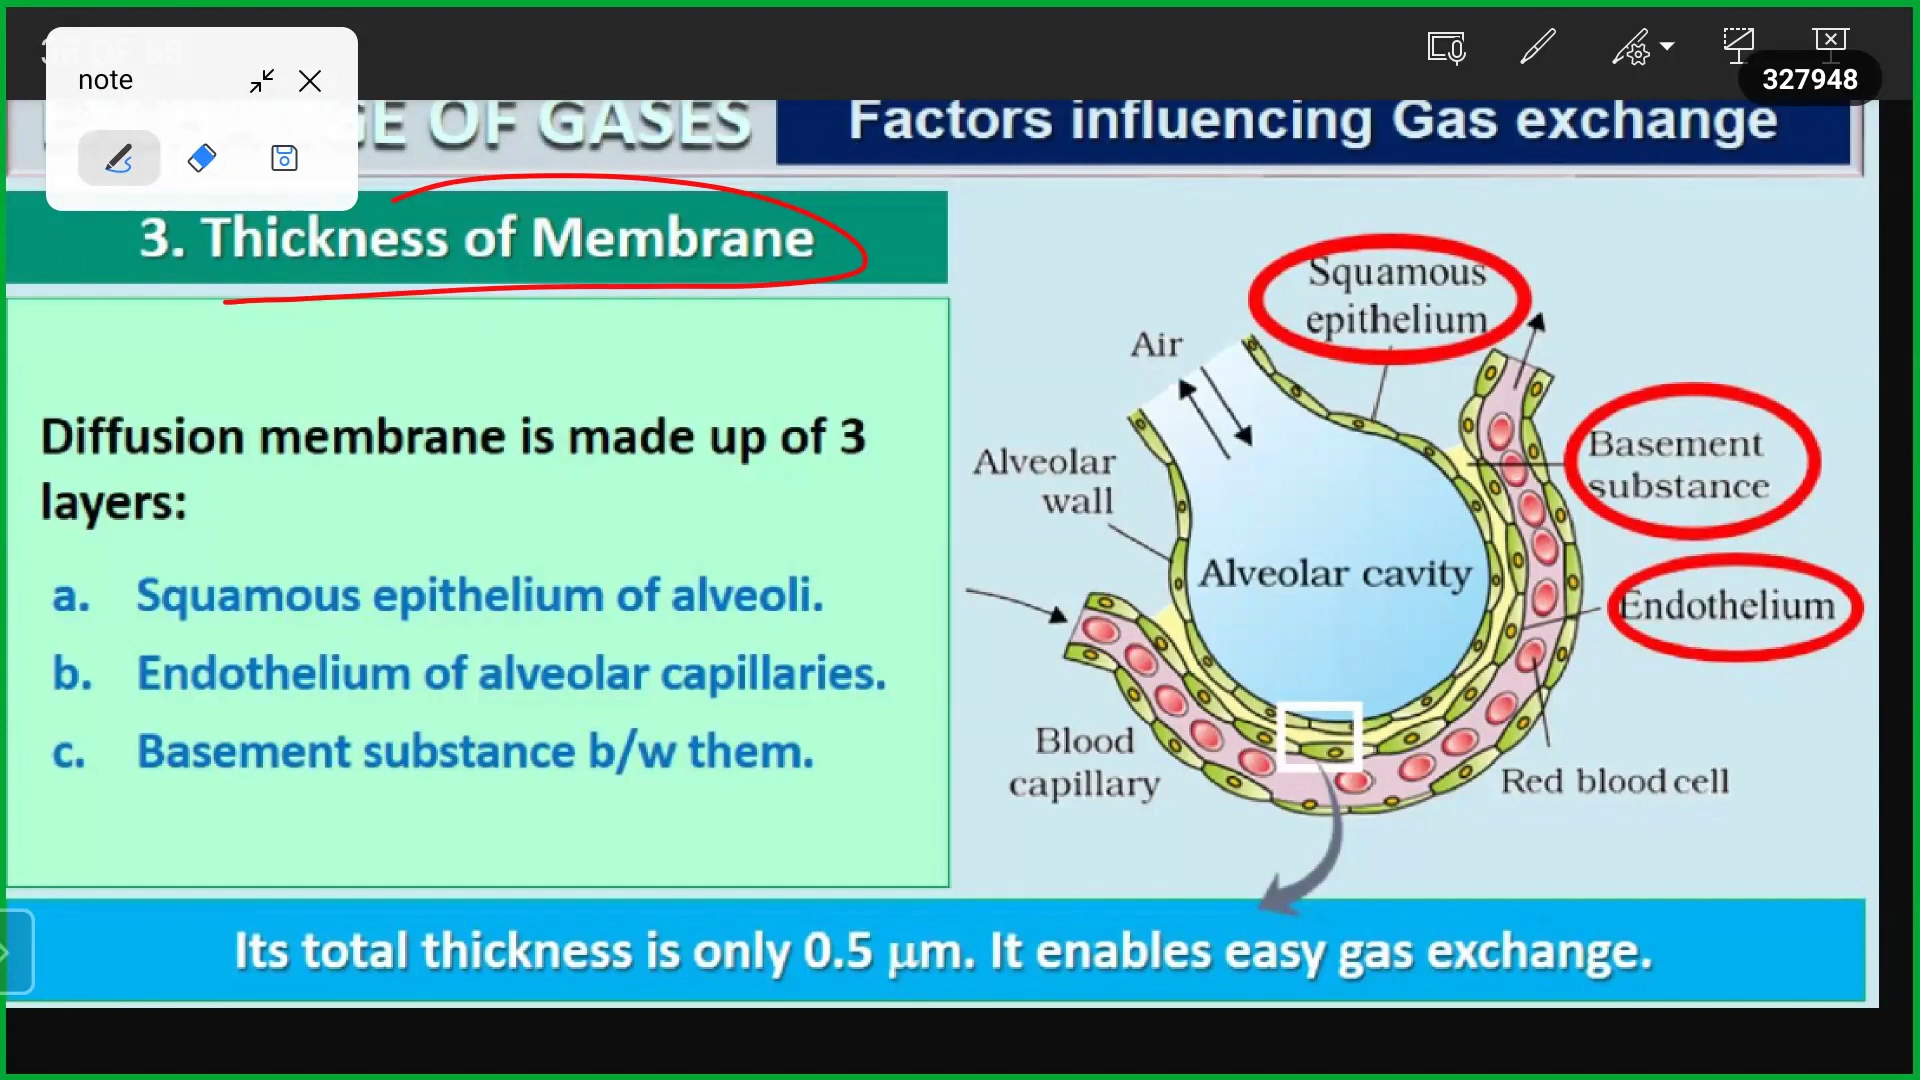 note
327948
GE OF GASES
Factors influencing Gas exchange
3. Thickness of Membrane
Diffusion membrane is made up of 3
layers:
a. Squamous epithelium of alveoli.
b. Endothelium of alveolar capillaries.
c. Basement substance b/w them.
Squamous
epithelium
Air
Basement
substance
Alveolar
wall
Alveolar cavity
Endothelium
Blood
capillary
Red blood cell
Its total thickness is only 0.5 µm. It enables easy gas exchange.